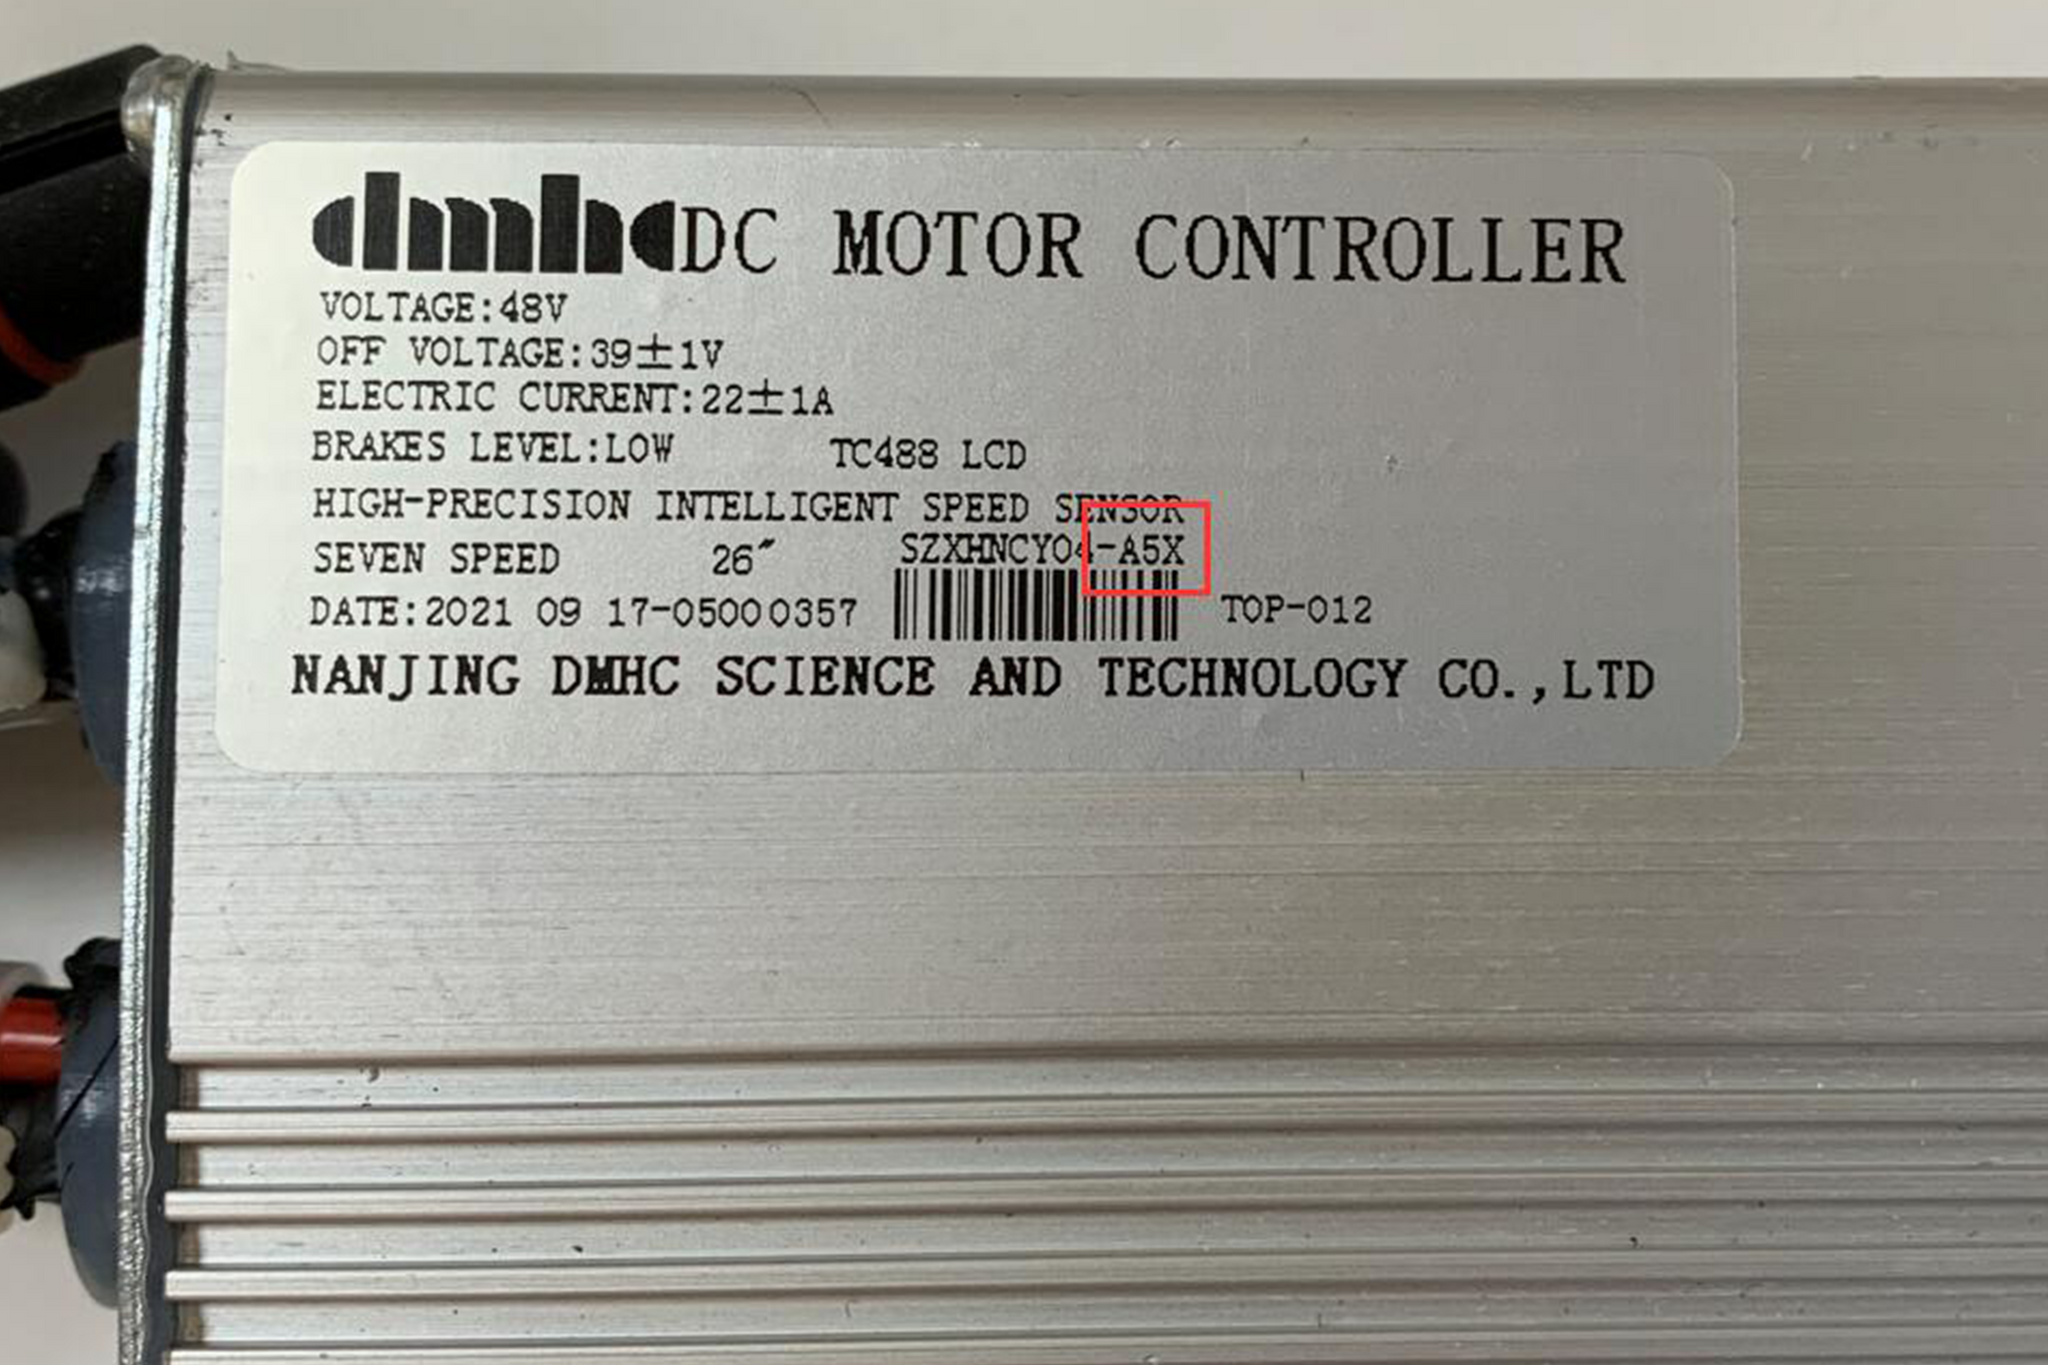 dmhc DC MOTOR CONTROLLER
VOLTAGE:48V
OFF VOLTAGE:39±1V
ELECTRIC CURRENT:22±1A
BRAKES LEVEL:LOW TC488 LCD
HIGH-PRECISION INTELLIGENT SPEED SENSOR
SEVEN SPEED 26″ SZXHNCY04-A5X
DATE:2021 09 17-05000357 TOP-012
NANJING DMHC SCIENCE AND TECHNOLOGY CO.,LTD